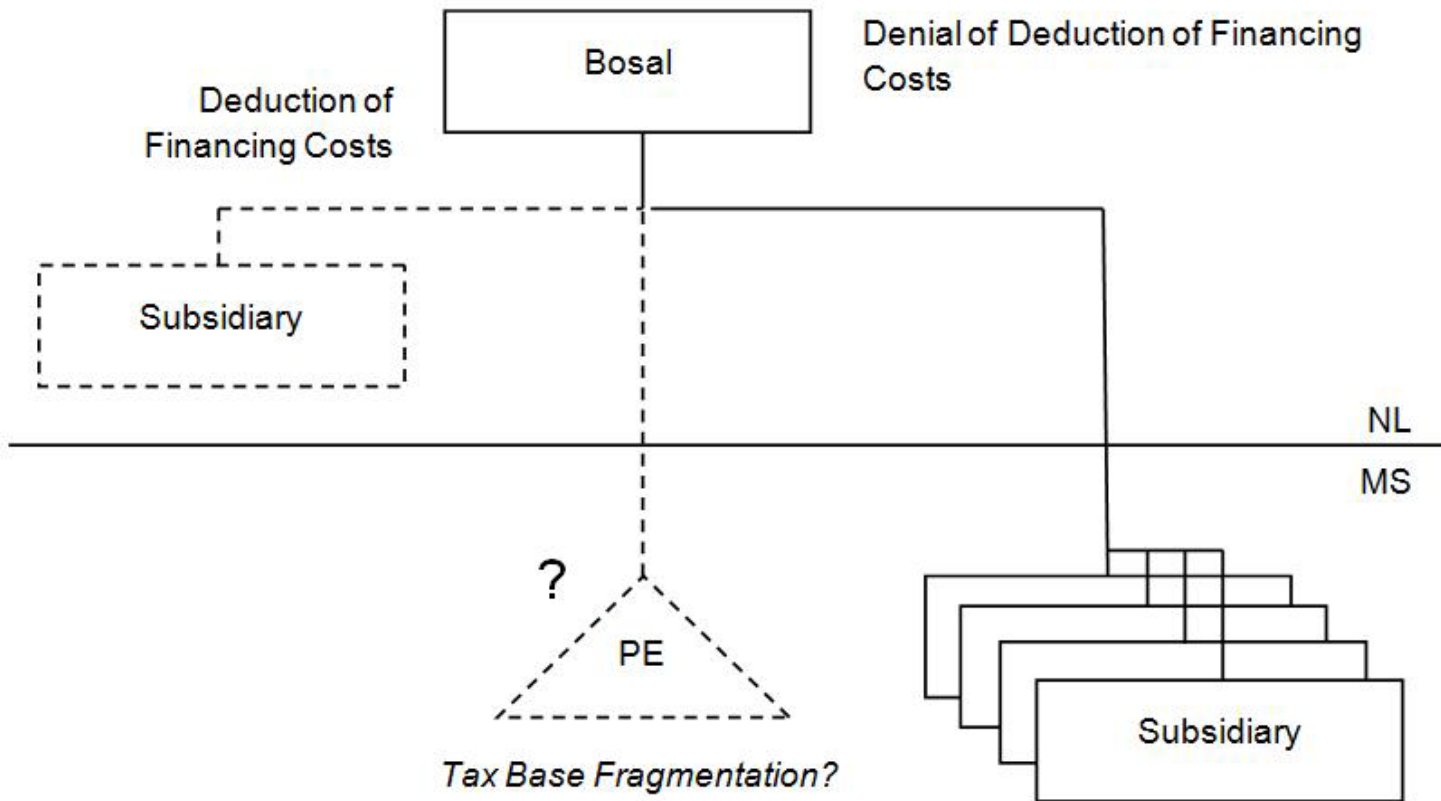 Bosal
Denial of Deduction of Financing
Costs
Deduction of
Financing Costs
Subsidiary
NL
MS
?
PE
Subsidiary
Tax Base Fragmentation?